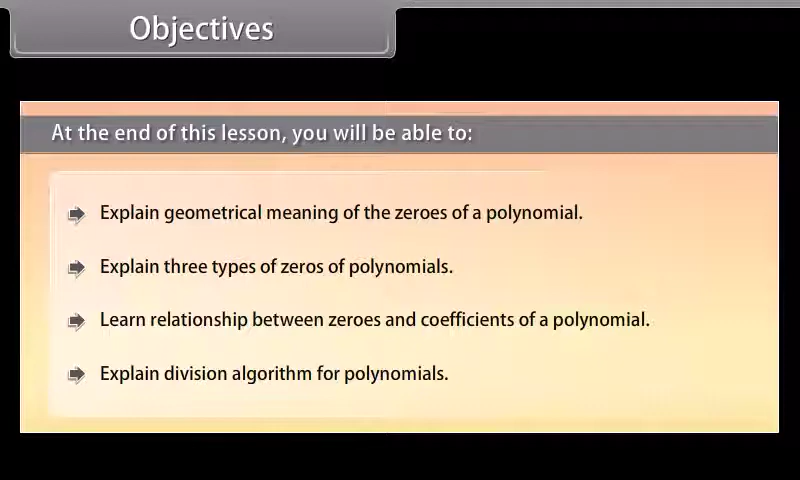 Objectives
At the end of this lesson, you will be able to:
Explain geometrical meaning of the zeroes of a polynomial.
Explain three types of zeros of polynomials.
Learn relationship between zeroes and coefficients of a polynomial.
Explain division algorithm for polynomials.